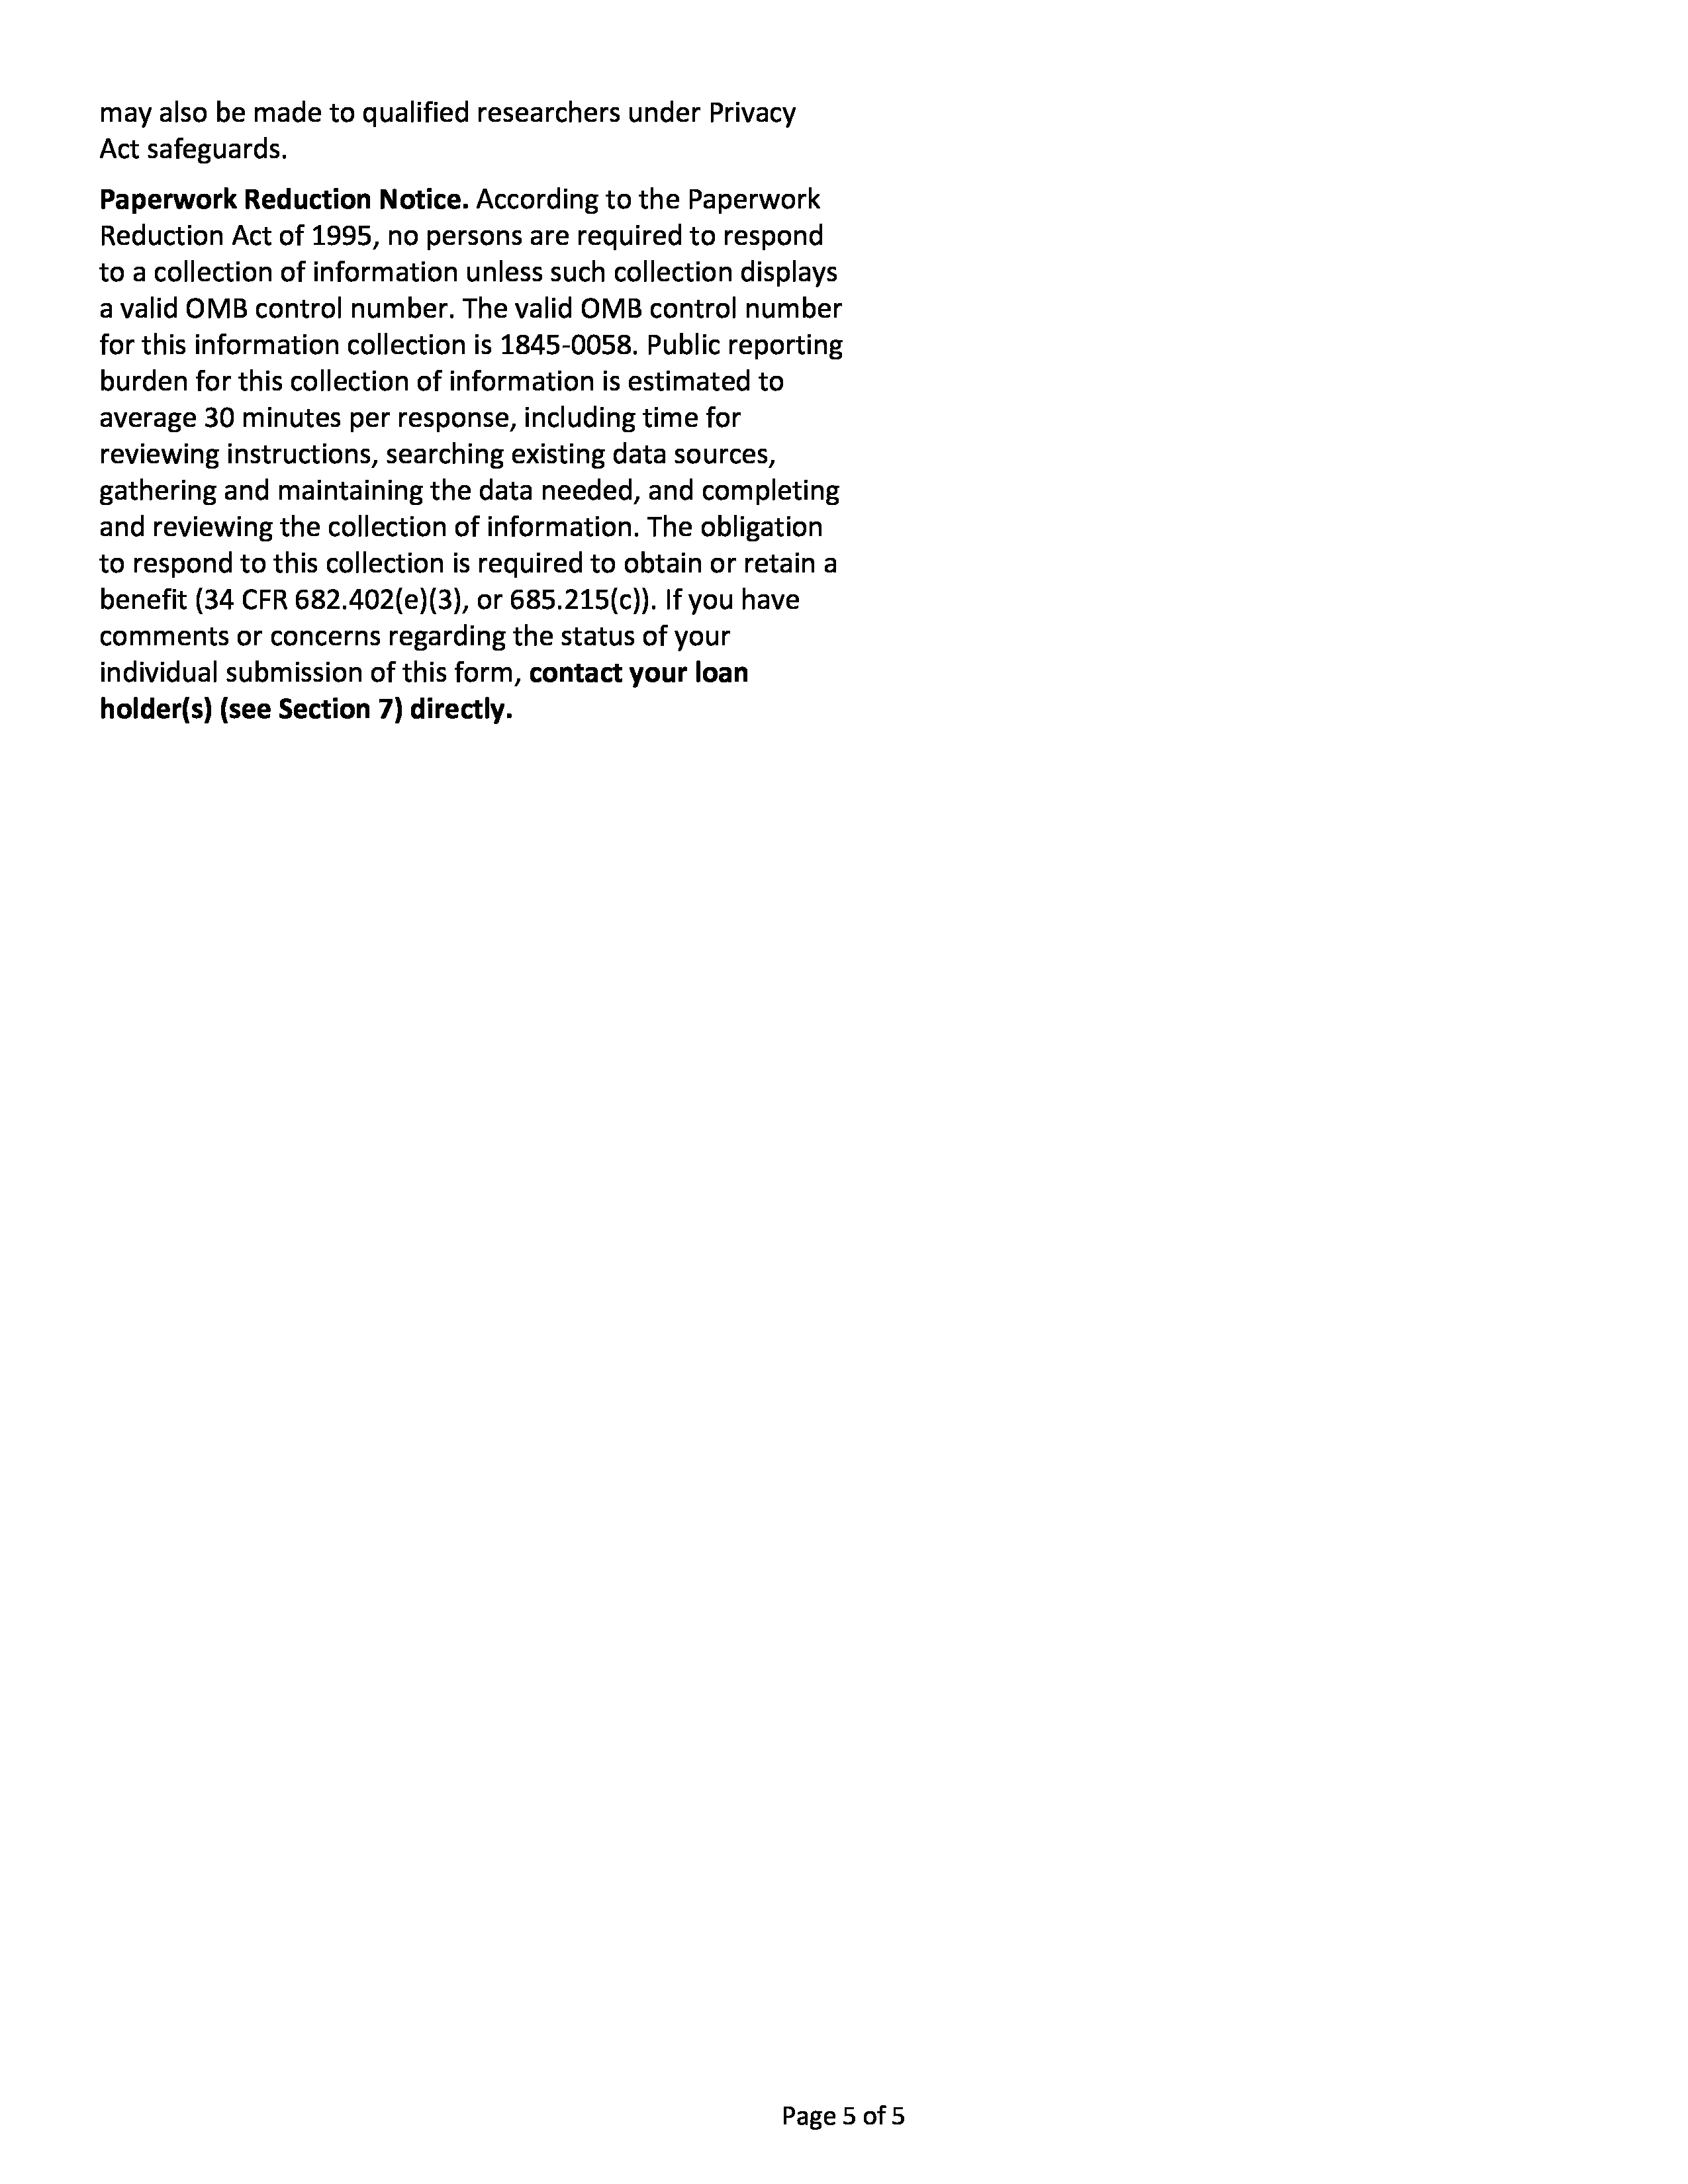 may also be made to qualified researchers under Privacy
Act safeguards.
Paperwork Reduction Notice. According to the Paperwork
Reduction Act of 1995, no persons are required to respond
to a collection of information unless such collection displays
a valid OMB control number. The valid OMB control number
for this information collection is 1845-0058. Public reporting
burden for this collection of information is estimated to
average 30 minutes per response, including time for
reviewing instructions, searching existing data sources,
gathering and maintaining the data needed, and completing
and reviewing the collection of information. The obligation
to respond to this collection is required to obtain or retain a
benefit (34 CFR 682.402(e)(3), or 685.215(c)). If you have
comments or concerns regarding the status of your
individual submission of this form, contact your loan
holder(s) (see Section 7) directly.
Page 5 of 5